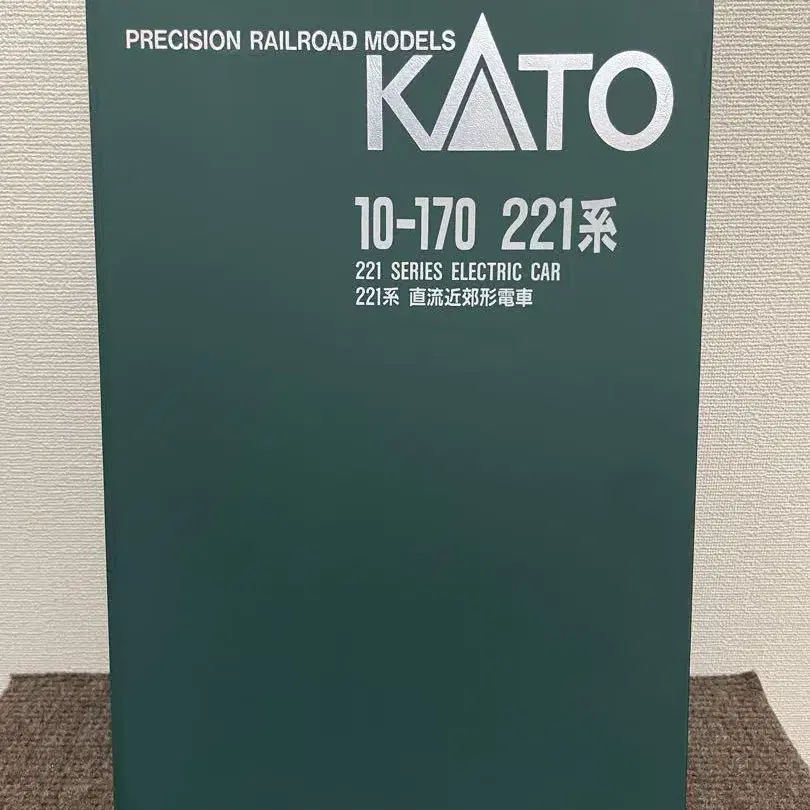 PRECISION RAILROAD MODELS
KATO
10-170 221系
221 SERIES ELECTRIC CAR
221系 直流近郊形電車